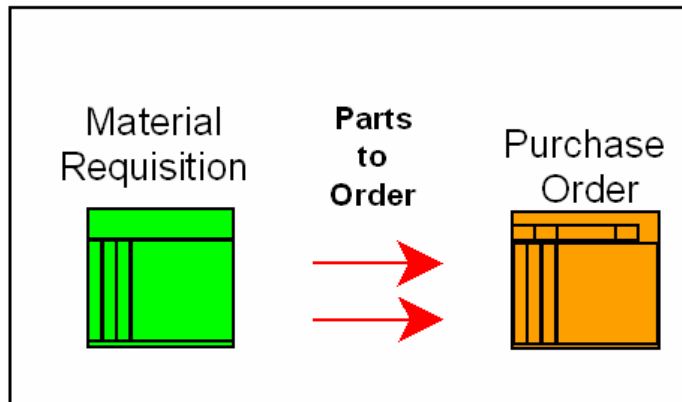 Material
Requisition
Parts
to
Order
Purchase
Order